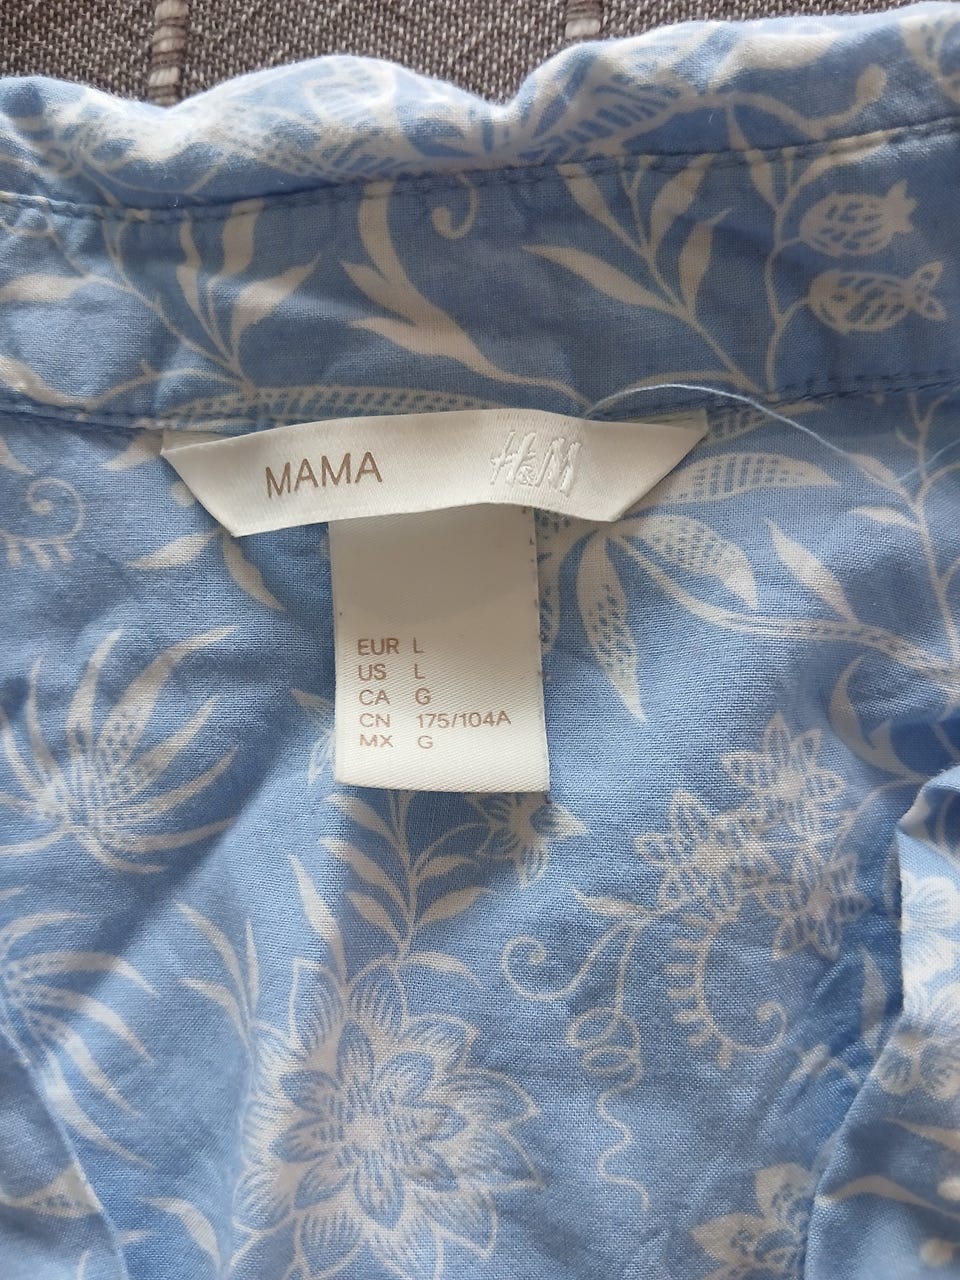 MAMA H&M
EUR L
US L
CA G
CN 175/104A
MX G